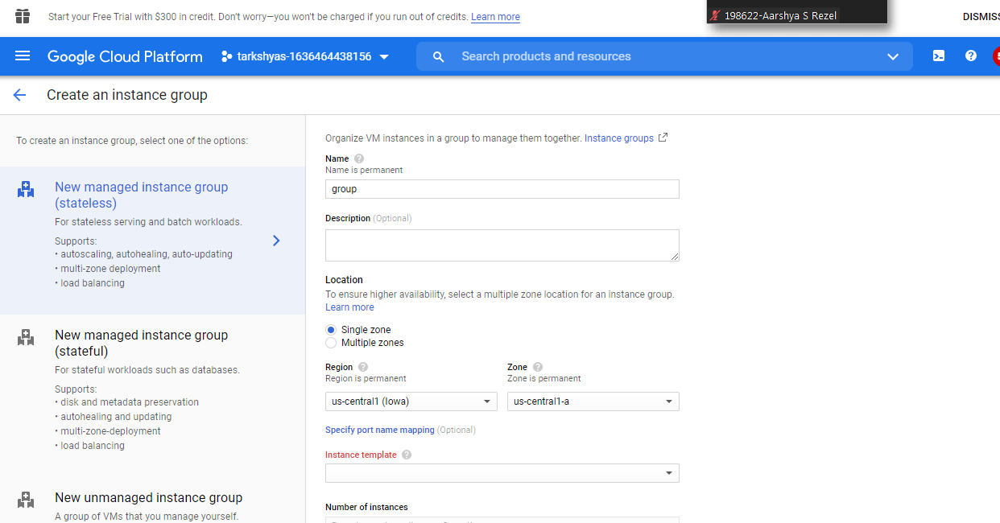 Start your Free Trial with $300 in credit. Don't worry—you won't be charged if you run out of credits. Learn more
198622-Aarshya S Rezel
DISMISS
Google Cloud Platform
tarkshyas-1636464438156
Search products and resources
Create an instance group
To create an instance group, select one of the options:
New managed instance group
(stateless)
For stateless serving and batch workloads.
Supports:
• autoscaling, autohealing, auto-updating
• multi-zone deployment
• load balancing
New managed instance group
(stateful)
For stateful workloads such as databases.
Supports:
• disk and metadata preservation
• autohealing and updating
• multi-zone-deployment
• load balancing
New unmanaged instance group
A group of VMs that you manage yourself.
Organize VM instances in a group to manage them together. Instance groups
Name
Name is permanent
group
Description (Optional)
Location
To ensure higher availability, select a multiple zone location for an instance group.
Learn more
Single zone
Multiple zones
Region
Region is permanent
us-central1 (Iowa)
Zone
Zone is permanent
us-central1-a
Specify port name mapping (Optional)
Instance template
Number of instances